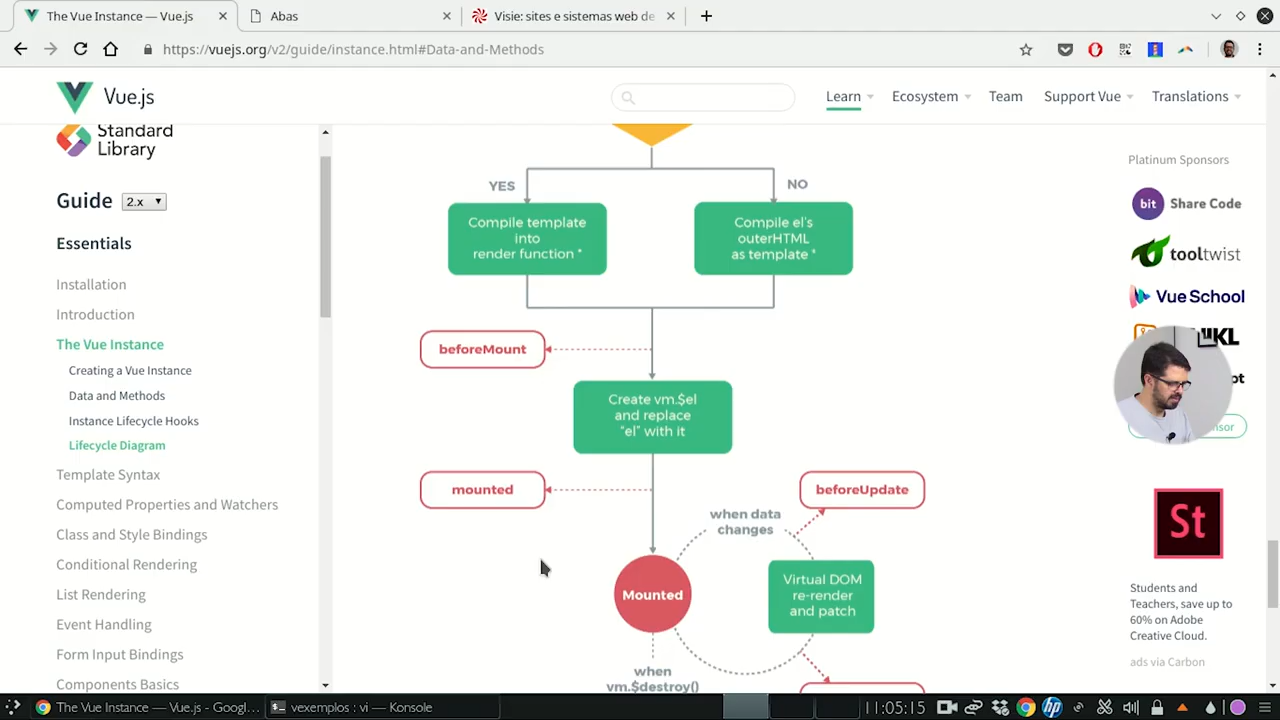 The Vue Instance — Vue.js
Abas
Visie: sites e sistemas web de
https://vuejs.org/v2/guide/instance.html#Data-and-Methods
Vue.js
Learn
Ecosystem
Team
Support Vue
Translations
Standard
Library
Guide
2.x
Essentials
Installation
Introduction
The Vue Instance
Creating a Vue Instance
Data and Methods
Instance Lifecycle Hooks
Lifecycle Diagram
Template Syntax
Computed Properties and Watchers
Class and Style Bindings
Conditional Rendering
List Rendering
Event Handling
Form Input Bindings
Components Basics
YES
NO
Compile template
into
render function *
Compile el's
outerHTML
as template *
beforeMount
Create vm.$el
and replace
"el" with it
mounted
beforeUpdate
when data
changes
Mounted
Virtual DOM
re-render
and patch
when
vm.$destroy()
Platinum Sponsors
bit
Share Code
tooltwist
Vue School
St
Students and
Teachers, save up to
60% on Adobe
Creative Cloud.
ads via Carbon
The Vue Instance — Vue.js - Googl...
vexemplos : vi — Konsole
11:05:15
hp